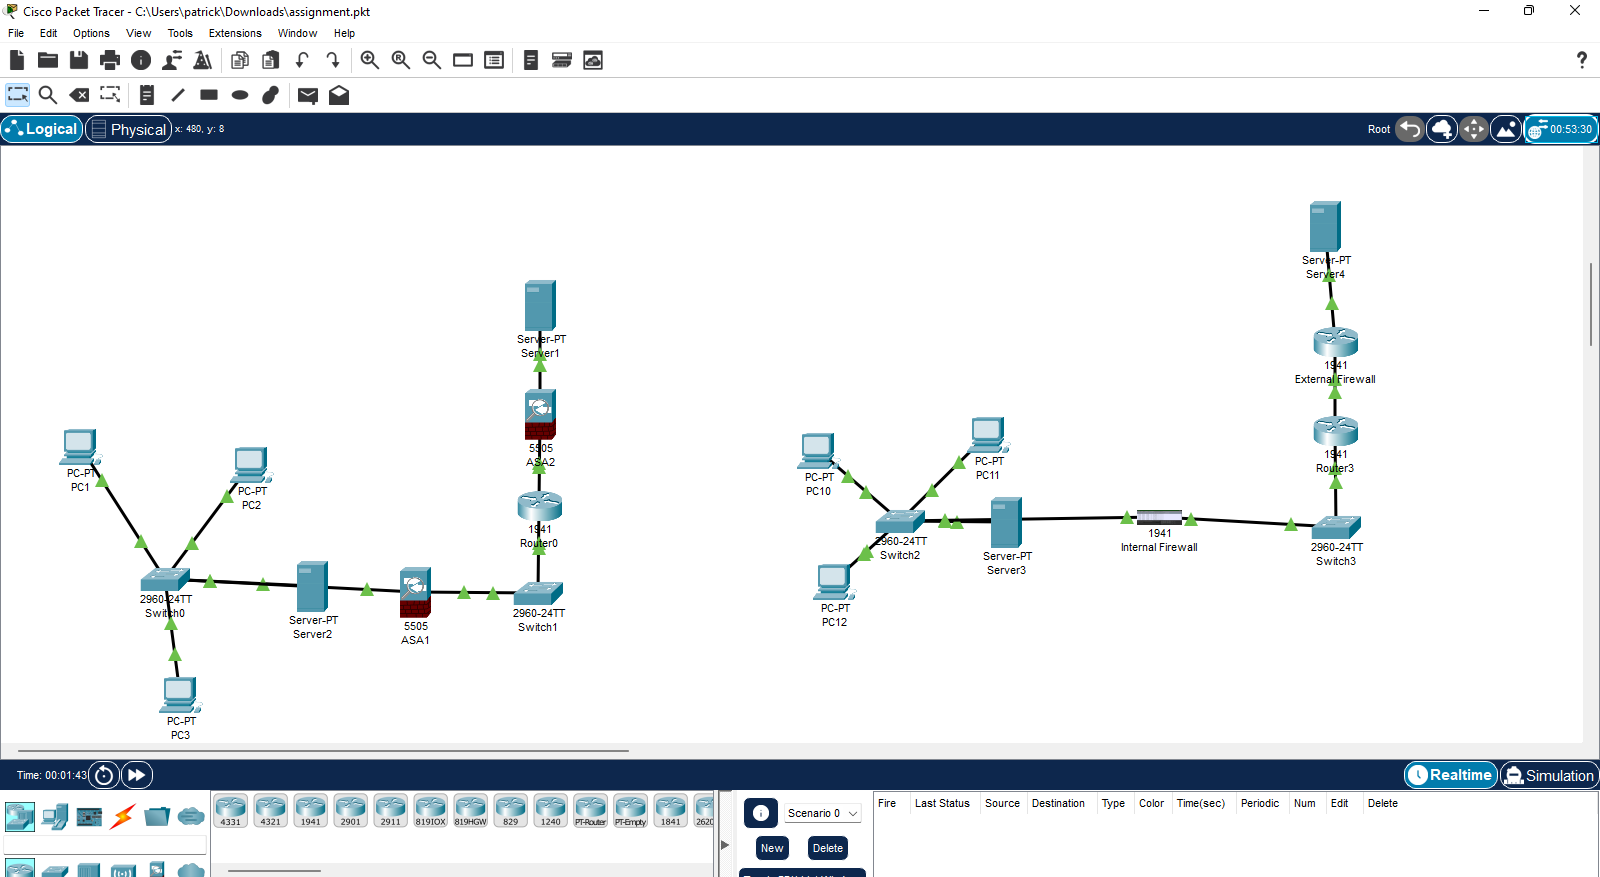 Cisco Packet Tracer - C:\Users\patrick\Downloads\assignment.pkt
File Edit Options View Tools Extensions Window Help
Logical Physical x: 480, y: 8 Root 00:53:30
Server-PT
Server4
1941
External Firewall
1941
Router3
2960-24TT
Switch3
Server-PT
Server1
5505
ASA2
1941
Router0
2960-24TT
Switch1
PC-PT
PC1
PC-PT
PC2
2960-24TT
Switch0
Server-PT
Server2
5505
ASA1
PC-PT
PC3
PC-PT
PC10
PC-PT
PC11
2960-24TT
Switch2
Server-PT
Server3
1941
Internal Firewall
PC-PT
PC12
Time: 00:01:43 Realtime Simulation
4331 4321 1941 2901 2911 819IOX 819HGW 829 1240 PT-Router PT-Empty 1841 2620
Scenario 0
New Delete
Fire Last Status Source Destination Type Color Time(sec) Periodic Num Edit Delete